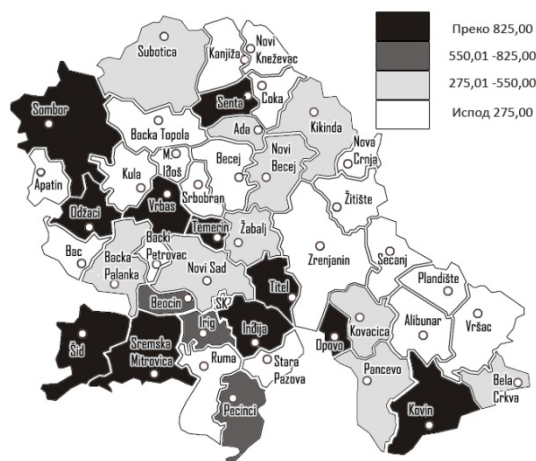 Преко 825,00
550,01 -825,00
275,01 -550,00
Испод 275,00
Subotica
Kanjiža
Novi
Kneževac
Sombor
Senta
Coka
Backa Topola
Ada
Kikinda
Apatin
Kula
M.
Iđoš
Becej
Novi
Becej
Nova
Crnja
Srbobran
Vrbas
Odžaci
Temerin
Žabalj
Žitište
Bac
Backa
Palanka
Backi
Petrovac
Novi Sad
Zrenjanin
Secanj
Plandište
Beocin
SK
Titel
Šid
Sremska
Mitrovica
Irig
Inđija
Opovo
Kovacica
Alibunar
Vršac
Ruma
Stara
Pazova
Pancevo
Bela
Crkva
Pecinci
Kovin